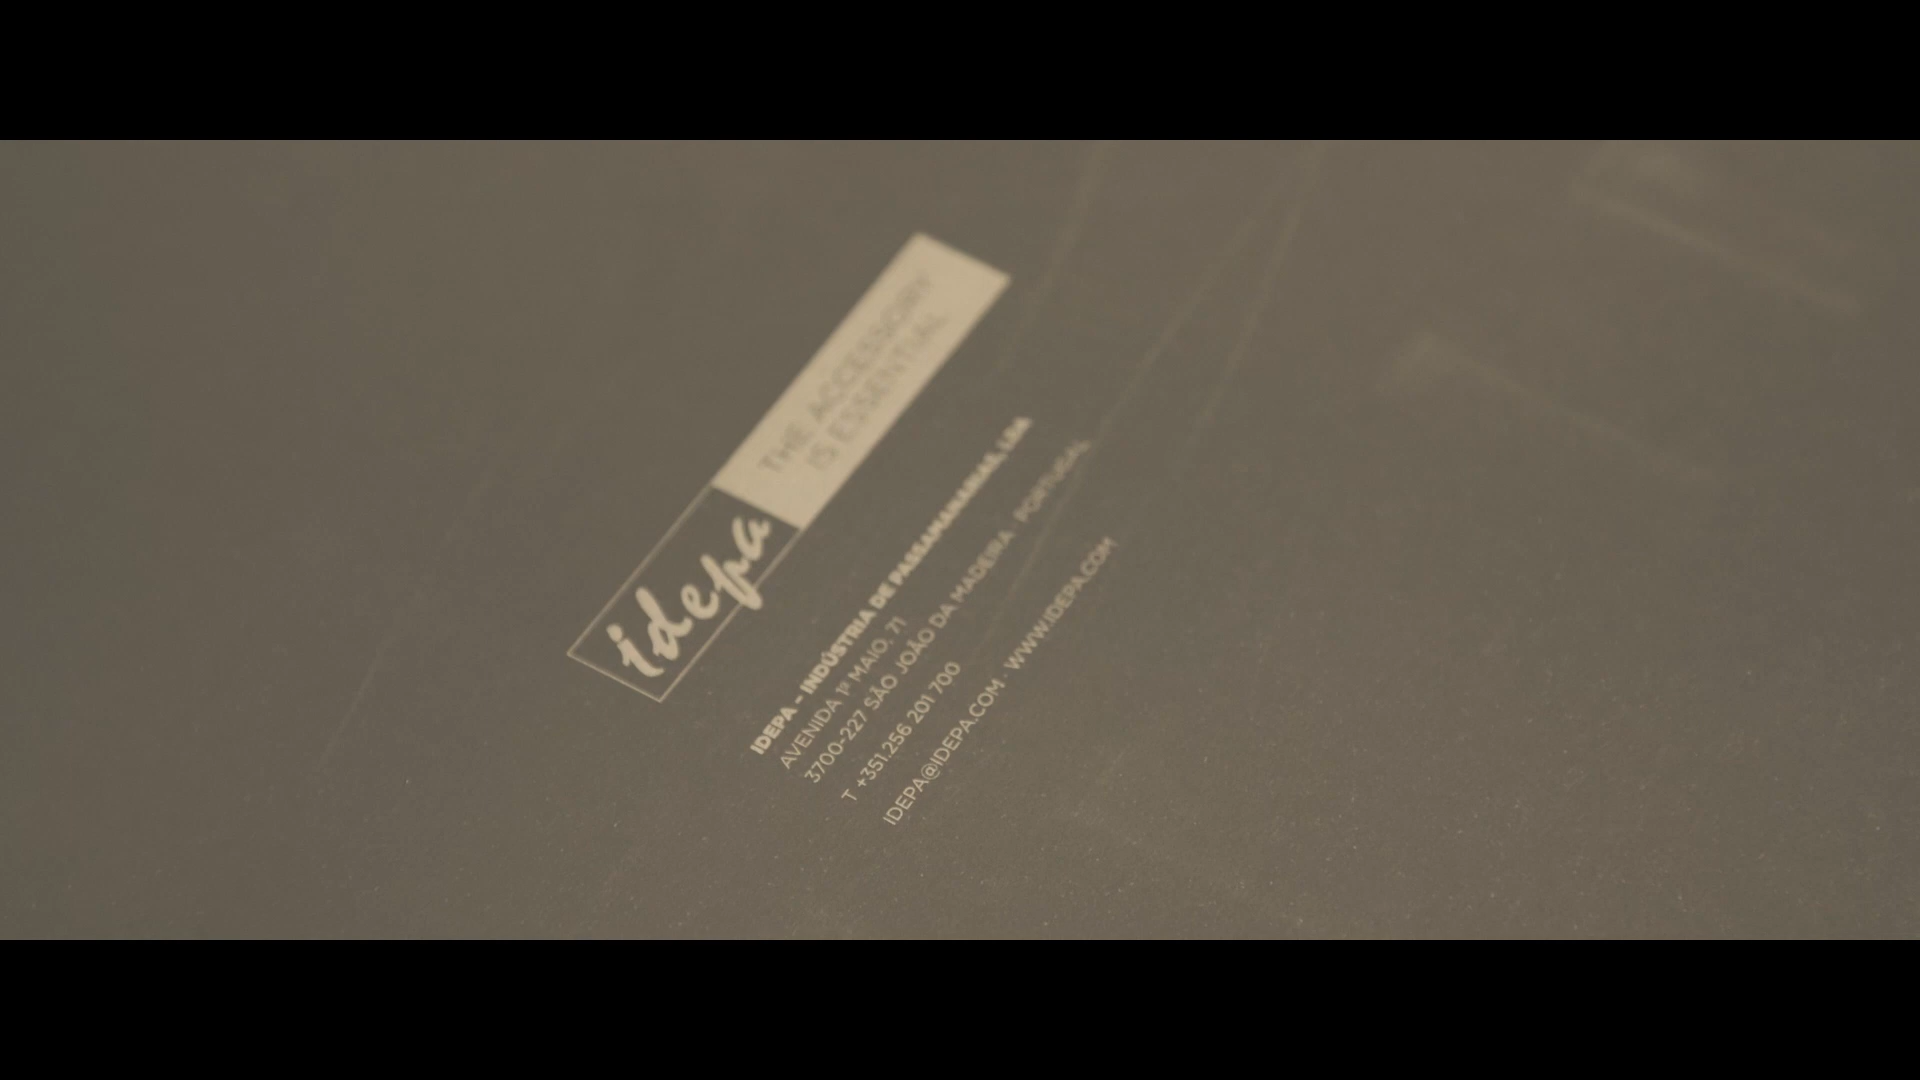 idepa
THE ACCESSORY
IS ESSENTIAL
IDEPA - INDÚSTRIA DE PASSAMANARIAS, LDA
AVENIDA 1º MAIO, 71
3700-227 SÃO JOÃO DA MADEIRA · PORTUGAL
T +351.256 201 700
IDEPA@IDEPA.COM · WWW.IDEPA.COM